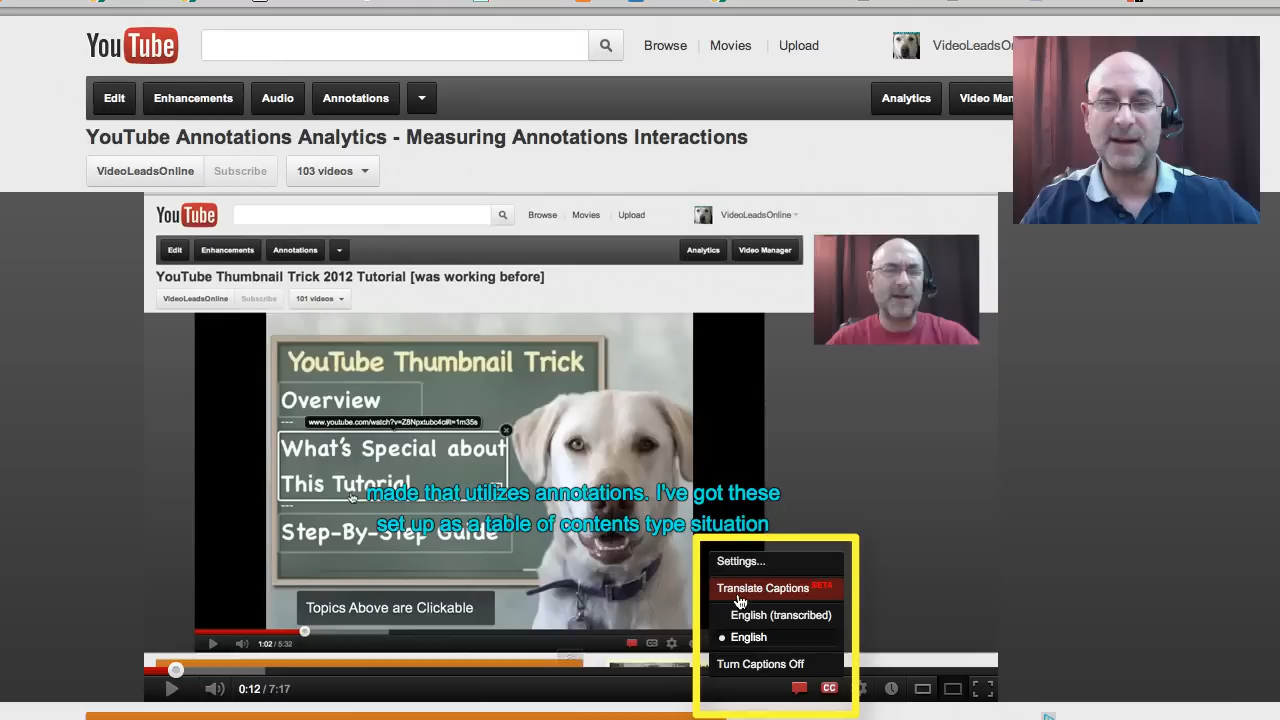 YouTube
Browse
Movies
Upload
VideoLeadsOn
Edit
Enhancements
Audio
Annotations
Analytics
Video Man
YouTube Annotations Analytics - Measuring Annotations Interactions
VideoLeadsOnline
Subscribe
103 videos
YouTube
Browse
Movies
Upload
VideoLeadsOnline
Edit
Enhancements
Annotations
Analytics
Video Manager
YouTube Thumbnail Trick 2012 Tutorial [was working before]
VideoLeadsOnline
Subscribe
101 videos
YouTube Thumbnail Trick
Overview
---
What's Special about
This Tutorial
---
Step-By-Step Guide
Topics Above are Clickable
made that utilizes annotations. I've got these
set up as a table of contents type situation
1:02 / 5:32
Settings...
Translate Captions BETA
English (transcribed)
English
Turn Captions Off
0:12 / 7:17
CC